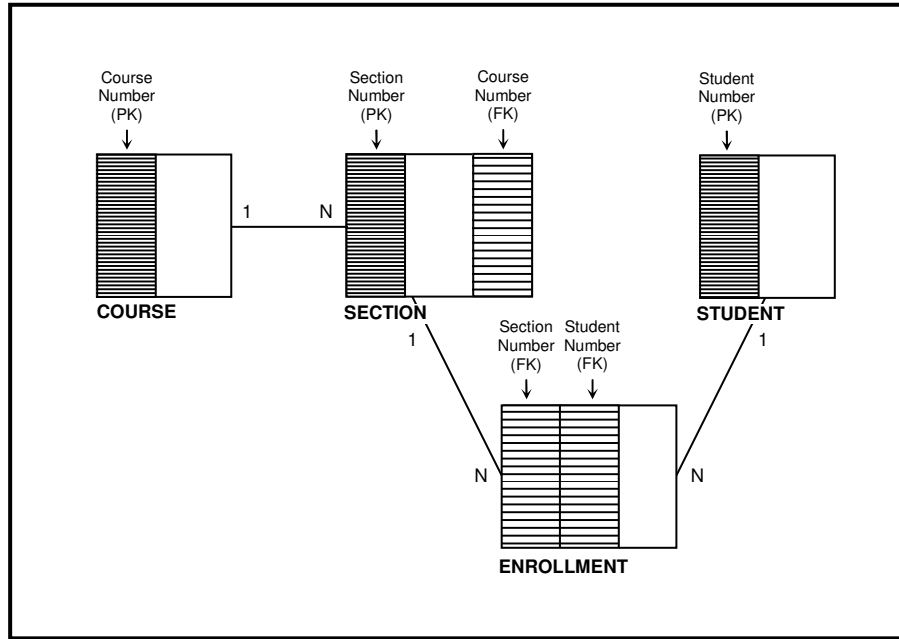 Course
Number
(PK)
Section
Number
(PK)
Course
Number
(FK)
Student
Number
(PK)
1
N
COURSE
SECTION
STUDENT
1
1
Section
Number
(FK)
Student
Number
(FK)
N
N
ENROLLMENT